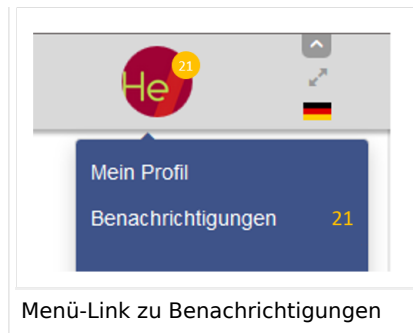 He
21
Mein Profil
Benachrichtigungen 21
Menü-Link zu Benachrichtigungen